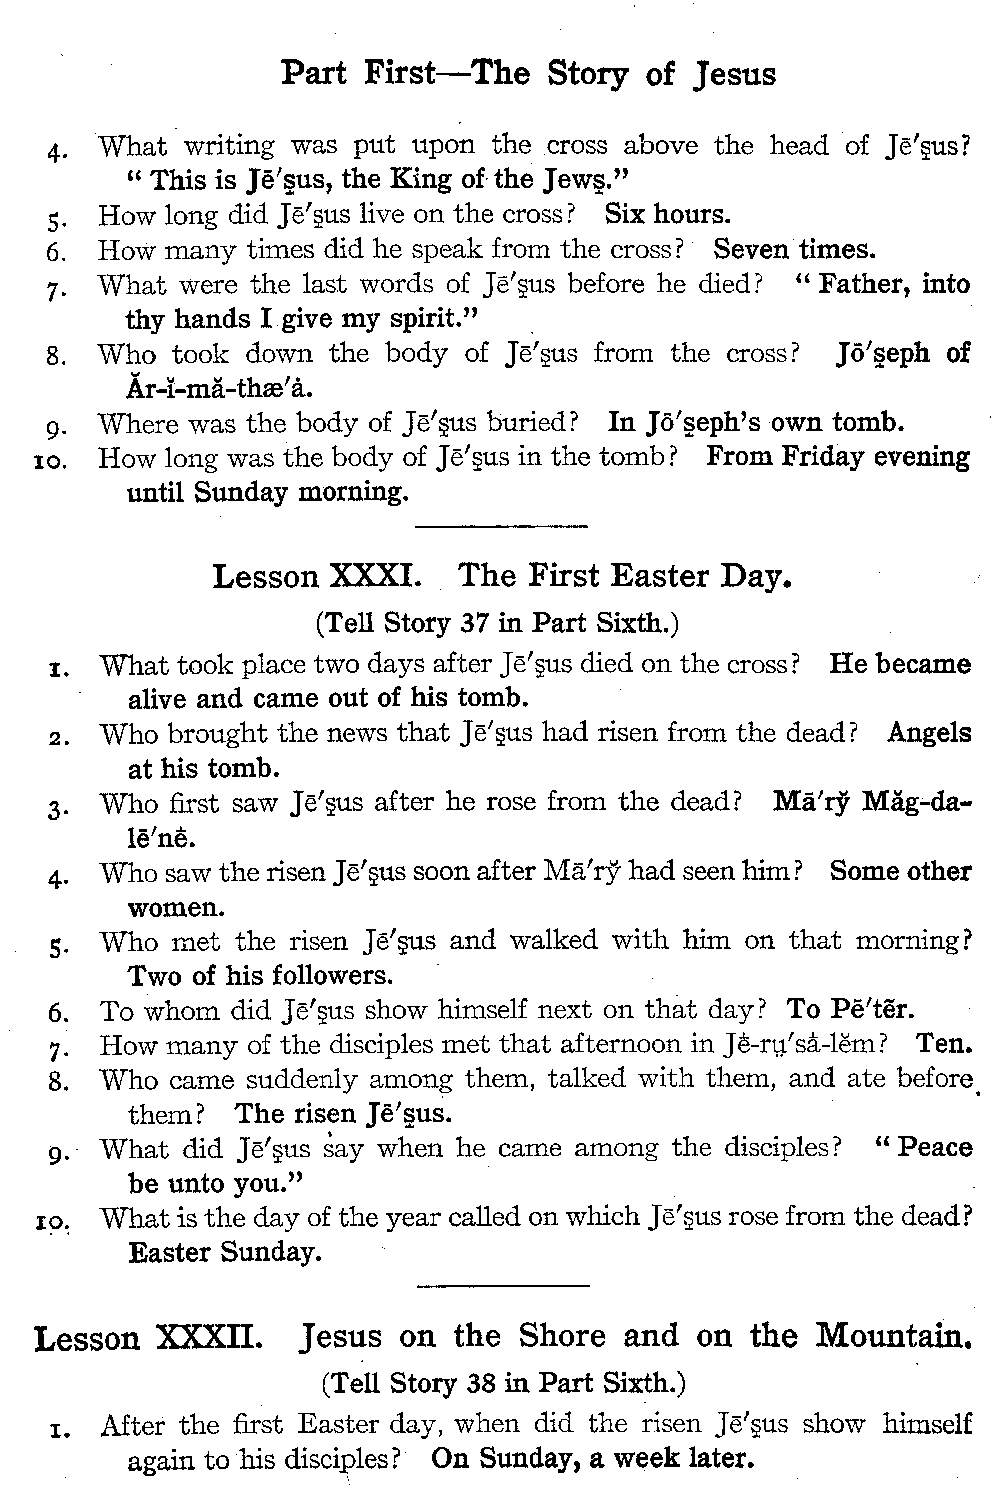 Part First—The Story of Jesus
4. What writing was put upon the cross above the head of Jē′ṣus?
“ This is Jē′ṣus, the King of the Jewṣ.”
5. How long did Jē′ṣus live on the cross? Six hours.
6. How many times did he speak from the cross? Seven times.
7. What were the last words of Jē′ṣus before he died? “ Father, into
thy hands I give my spirit.”
8. Who took down the body of Jē′ṣus from the cross? Jō′ṣeph of
Ăr-ĭ-mă-thæ′ȧ.
9. Where was the body of Jē′ṣus buried? In Jō′ṣeph’s own tomb.
10. How long was the body of Jē′ṣus in the tomb? From Friday evening
until Sunday morning.
Lesson XXXI. The First Easter Day.
(Tell Story 37 in Part Sixth.)
1. What took place two days after Jē′ṣus died on the cross? He became
alive and came out of his tomb.
2. Who brought the news that Jē′ṣus had risen from the dead? Angels
at his tomb.
3. Who first saw Jē′ṣus after he rose from the dead? Mā′ry̆ Măg-da-
lē′nė.
4. Who saw the risen Jē′ṣus soon after Mā′ry̆ had seen him? Some other
women.
5. Who met the risen Jē′ṣus and walked with him on that morning?
Two of his followers.
6. To whom did Jē′ṣus show himself next on that day? To Pē′tẽr.
7. How many of the disciples met that afternoon in Jė-rṳ′sȧ-lĕm? Ten.
8. Who came suddenly among them, talked with them, and ate before
them? The risen Jē′ṣus.
9. What did Jē′ṣus say when he came among the disciples? “ Peace
be unto you.”
10. What is the day of the year called on which Jē′ṣus rose from the dead?
Easter Sunday.
Lesson XXXII. Jesus on the Shore and on the Mountain.
(Tell Story 38 in Part Sixth.)
1. After the first Easter day, when did the risen Jē′ṣus show himself
again to his disciples? On Sunday, a week later.